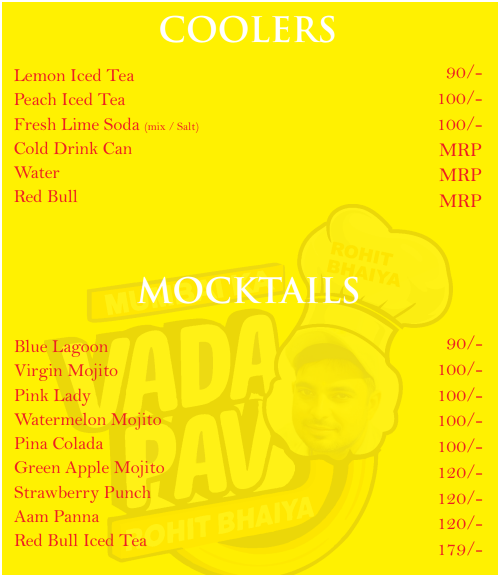 COOLERS
Lemon Iced Tea 90/-
Peach Iced Tea 100/-
Fresh Lime Soda (mix / Salt) 100/-
Cold Drink Can MRP
Water MRP
Red Bull MRP
ROHIT
BHAIYA
MOCKTAILS
Blue Lagoon 90/-
Virgin Mojito 100/-
Pink Lady 100/-
Watermelon Mojito 100/-
Pina Colada 100/-
Green Apple Mojito 120/-
Strawberry Punch 120/-
Aam Panna 120/-
Red Bull Iced Tea 179/-
VADA
PAV
ROHIT BHAIYA